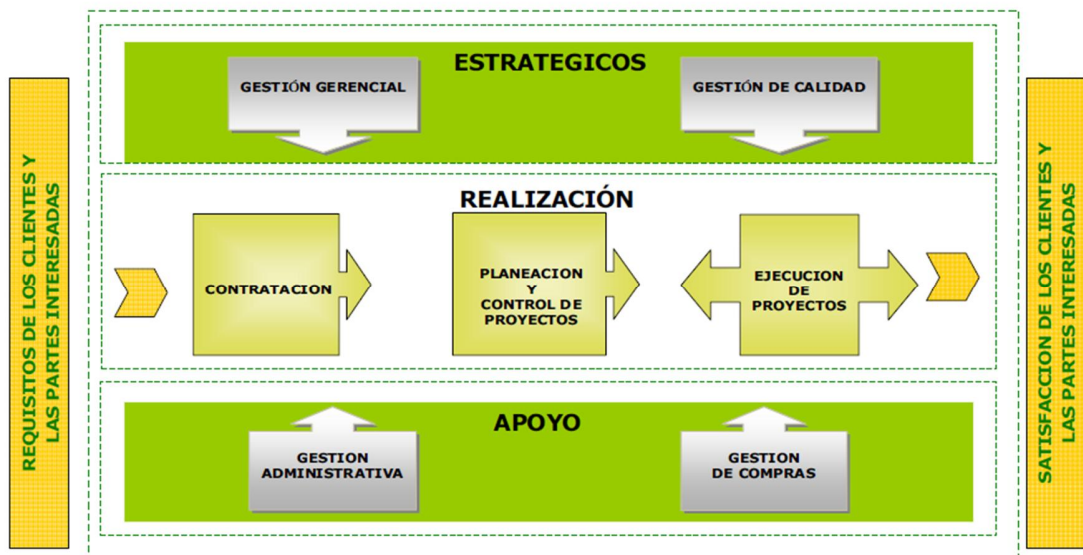 REQUISITOS DE LOS CLIENTES Y
LAS PARTES INTERESADAS
ESTRATEGICOS
GESTIÓN GERENCIAL
GESTIÓN DE CALIDAD
REALIZACIÓN
CONTRATACION
PLANEACION
Y
CONTROL DE
PROYECTOS
EJECUCION
DE
PROYECTOS
APOYO
GESTION
ADMINISTRATIVA
GESTION
DE COMPRAS
SATISFACCION DE LOS CLIENTES Y
LAS PARTES INTERESADAS